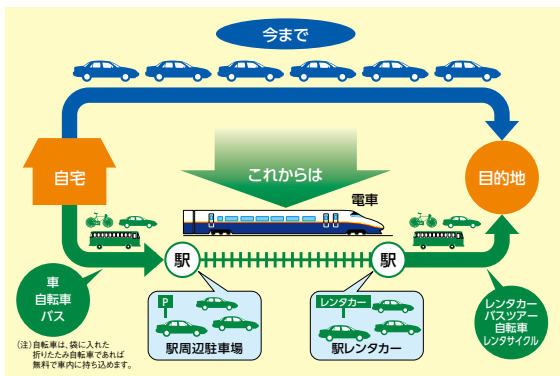 今まで
自宅
これからは
目的地
電車
駅
駅
車
自転車
バス
P
駅周辺駐車場
レンタカー
駅レンタカー
レンタカー
バスツアー
自転車
レンタサイクル
(注)自転車は、袋に入れた
折りたたみ自転車であれば
無料で車内に持ち込めます。